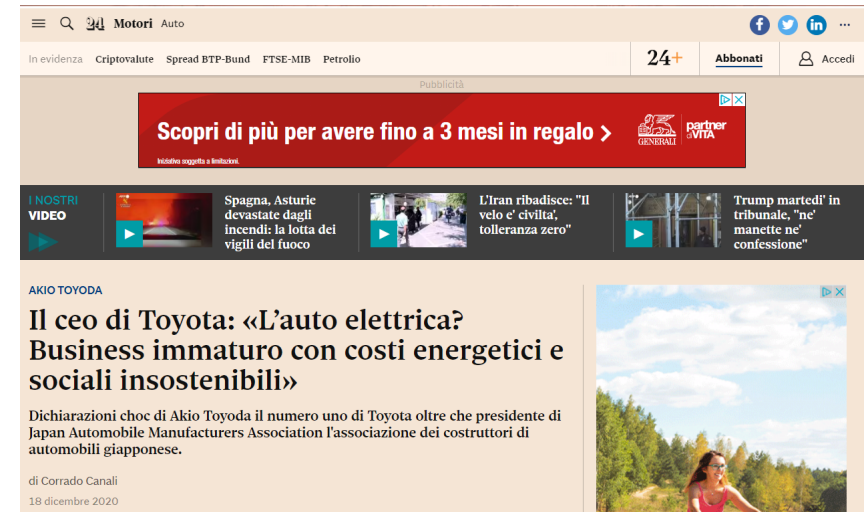 24 Motori Auto
In evidenza Criptovalute Spread BTP-Bund FTSE-MIB Petrolio 24+ Abbonati Accedi
Pubblicità
Scopri di più per avere fino a 3 mesi in regalo >
Iniziativa soggetta a limitazioni.
GENERALI
partner
di VITA
I NOSTRI
VIDEO
Spagna, Asturie
devastate dagli
incendi: la lotta dei
vigili del fuoco
L'Iran ribadisce: "Il
velo e' civilta',
tolleranza zero"
Trump martedi' in
tribunale, "ne'
manette ne'
confessione"
AKIO TOYODA
Il ceo di Toyota: «L'auto elettrica?
Business immaturo con costi energetici e
sociali insostenibili»
Dichiarazioni choc di Akio Toyoda il numero uno di Toyota oltre che presidente di
Japan Automobile Manufacturers Association l'associazione dei costruttori di
automobili giapponese.
di Corrado Canali
18 dicembre 2020